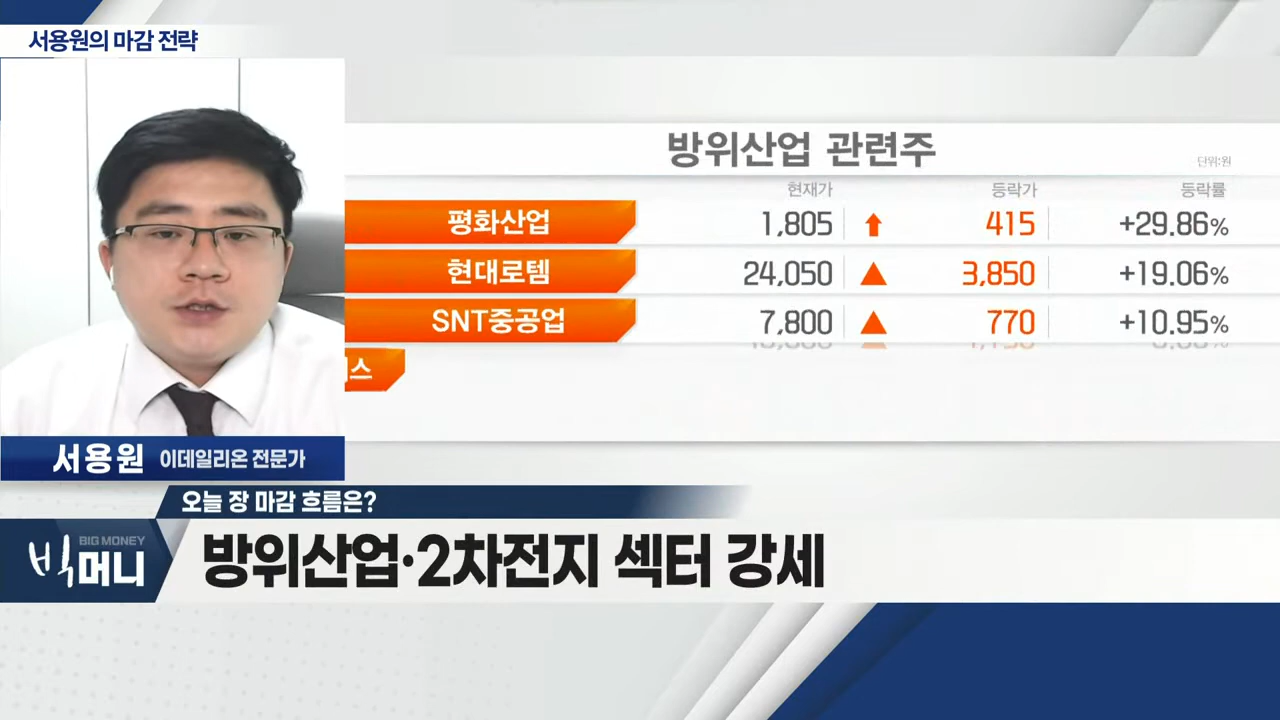 서용원의 마감 전략
방위산업 관련주
단위:원
현재가 등락가 등락률
평화산업 1,805 415 +29.86%
현대로템 24,050 3,850 +19.06%
SNT중공업 7,800 770 +10.95%
스
서용원 이데일리온 전문가
오늘 장 마감 흐름은?
BIG MONEY
빅머니
방위산업·2차전지 섹터 강세